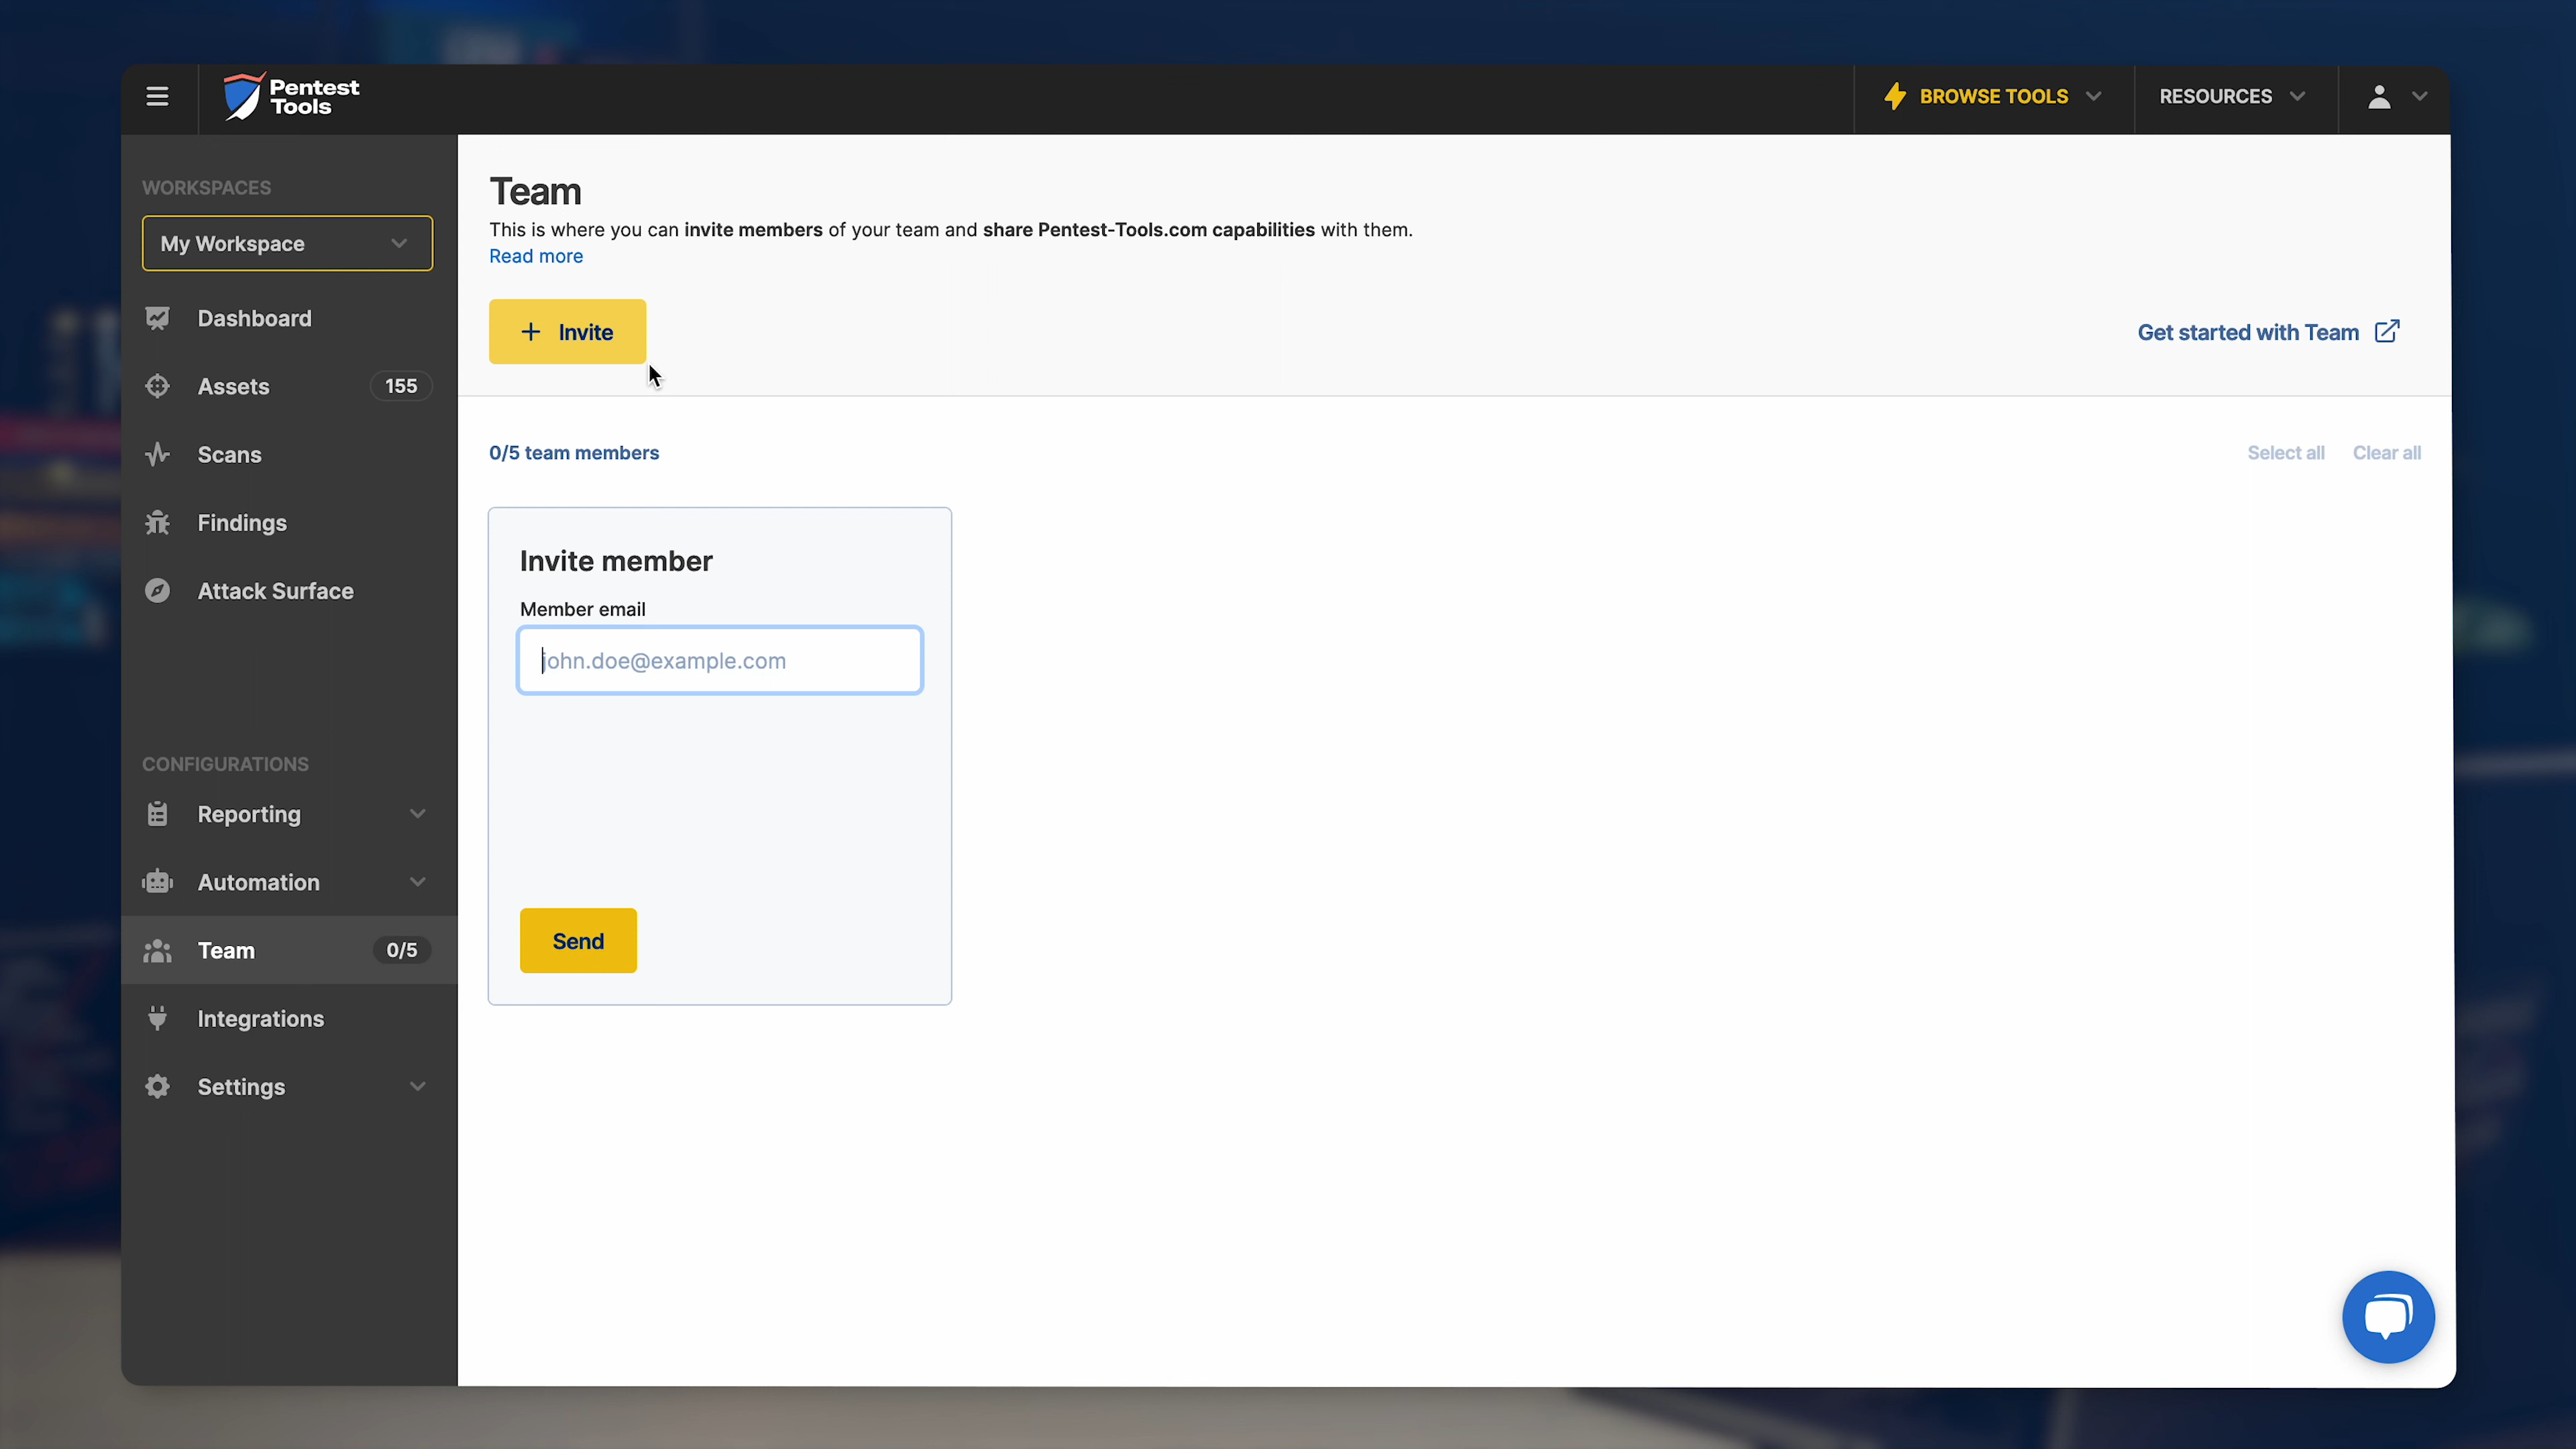 Pentest
Tools
BROWSE TOOLS
RESOURCES
WORKSPACES
My Workspace
Dashboard
Assets
155
Scans
Findings
Attack Surface
CONFIGURATIONS
Reporting
Automation
Team
0/5
Integrations
Settings
Team
This is where you can invite members of your team and share Pentest-Tools.com capabilities with them.
Read more
+ Invite
Get started with Team
0/5 team members
Select all
Clear all
Invite member
Member email
john.doe@example.com
Send